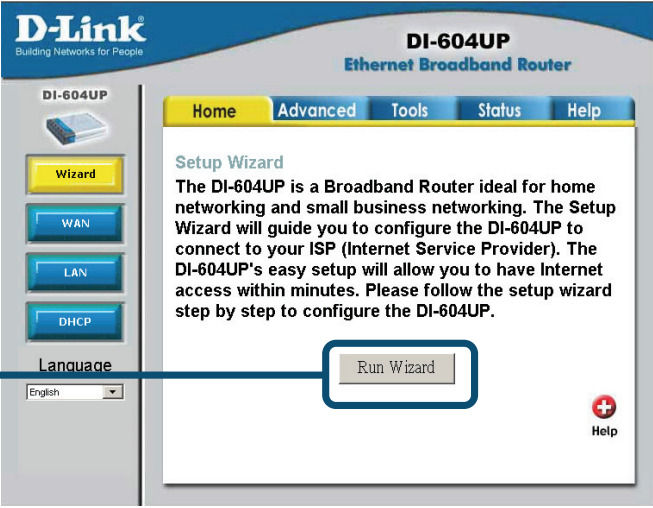 D-Link
Building Networks for People
DI-604UP
Ethernet Broadband Router
DI-604UP
Home
Advanced
Tools
Status
Help
Wizard
WAN
LAN
DHCP
Language
English
Setup Wizard
The DI-604UP is a Broadband Router ideal for home
networking and small business networking. The Setup
Wizard will guide you to configure the DI-604UP to
connect to your ISP (Internet Service Provider). The
DI-604UP's easy setup will allow you to have Internet
access within minutes. Please follow the setup wizard
step by step to configure the DI-604UP.
Run Wizard
Help